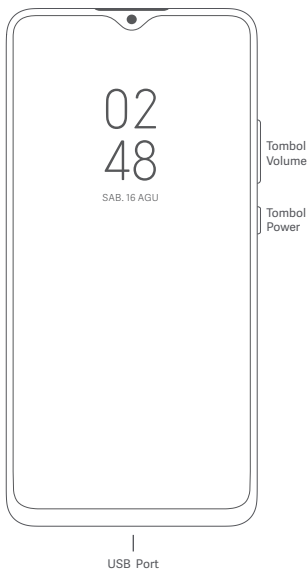 02
48
SAB. 16 AGU
Tombol
Volume
Tombol
Power
USB Port